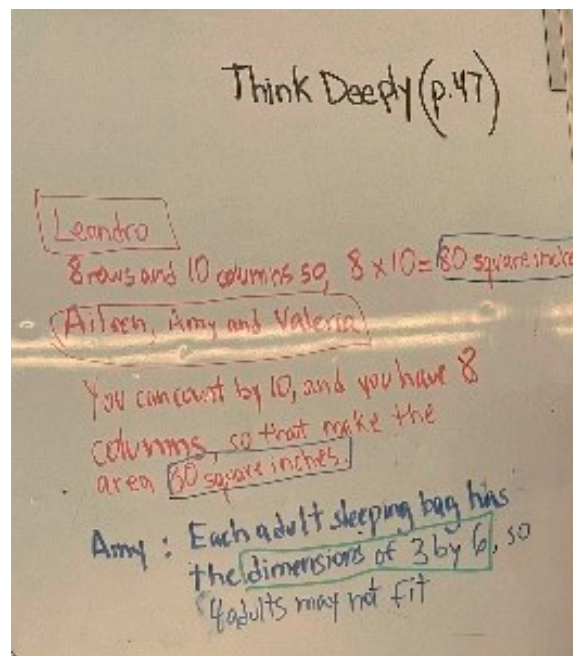 Think Deeply (p.47)
Leandro
8 rows and 10 columns so, 8 x 10 = 80 square inche
Aileen, Amy and Valeria
You can count by 10, and you have 8
columns, so that make the
area 80 square inches.
Amy : Each adult sleeping bag has
the dimensions of 3 by 6, so
4 adults may not fit